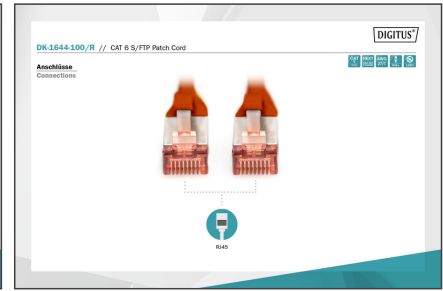 DIGITUS®
DK-1644-100/R // CAT 6 S/FTP Patch Cord
Anschlüsse
Connections
RJ45